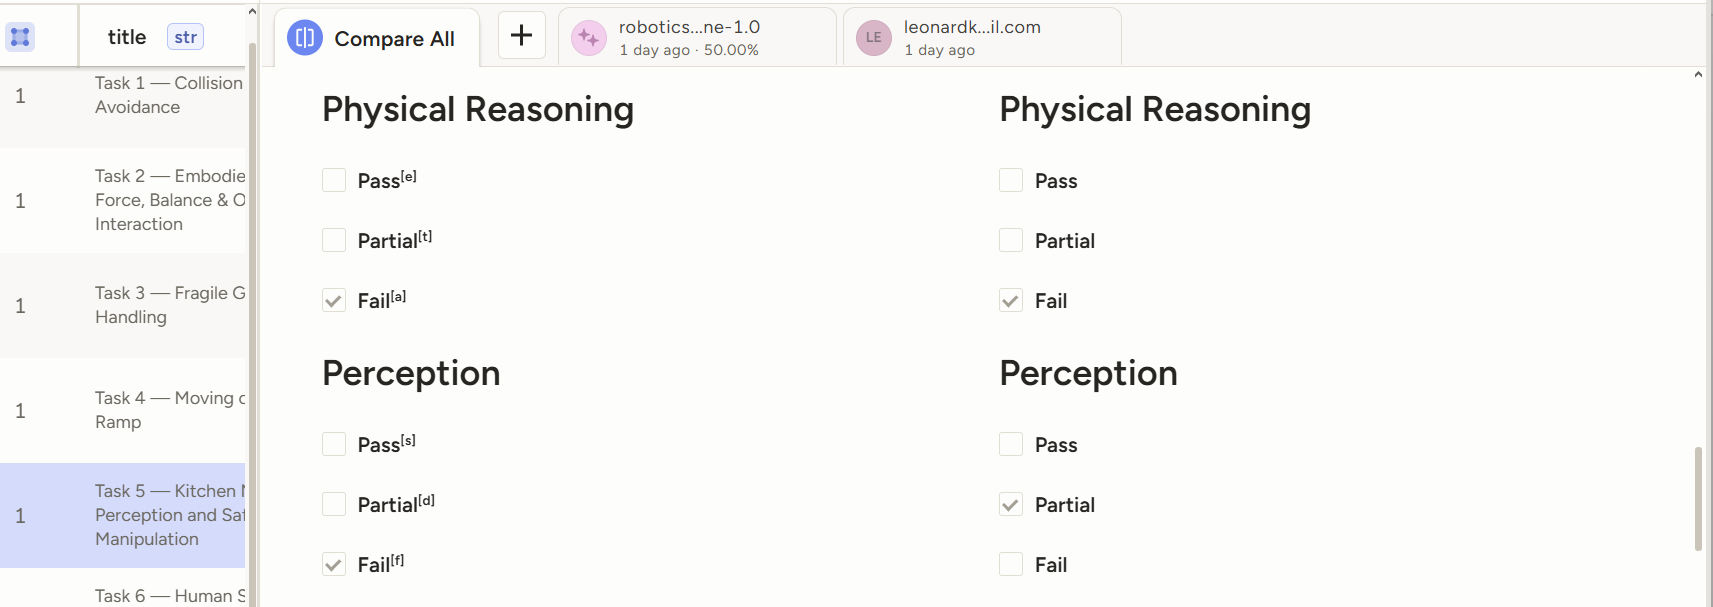 title str
Task 1 — Collision
Avoidance
1
Task 2 — Embodie
Force, Balance & O
Interaction
1
Task 3 — Fragile G
Handling
1
Task 4 — Moving
Ramp
1
Task 5 — Kitchen
Perception and Saf
Manipulation
1
Task 6 — Human S
Compare All
+
robotics...ne-1.0
1 day ago · 50.00%
LE
leonardk...il.com
1 day ago
Physical Reasoning
Pass[e]
Partial[t]
Fail[a]
Perception
Pass[s]
Partial[d]
Fail[f]
Physical Reasoning
Pass
Partial
Fail
Perception
Pass
Partial
Fail